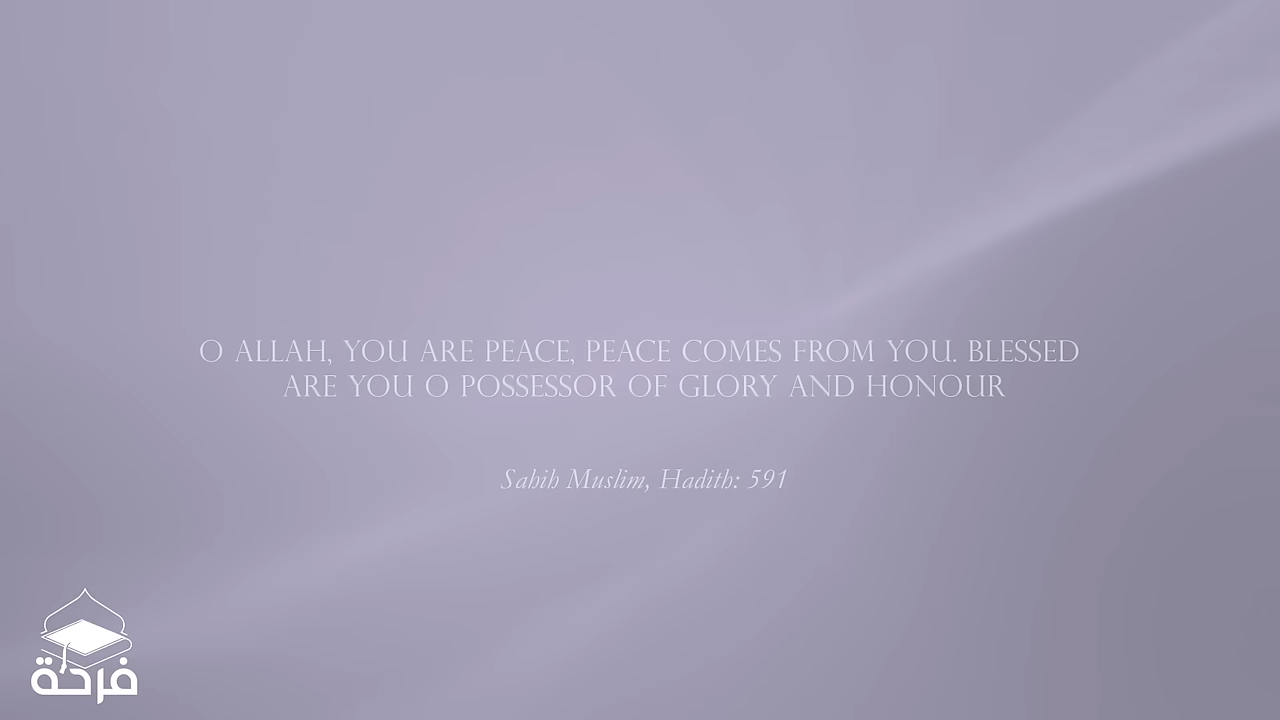 O ALLAH, YOU ARE PEACE, PEACE COMES FROM YOU. BLESSED
ARE YOU O POSSESSOR OF GLORY AND HONOUR
Sahih Muslim, Hadith: 591
فرحة